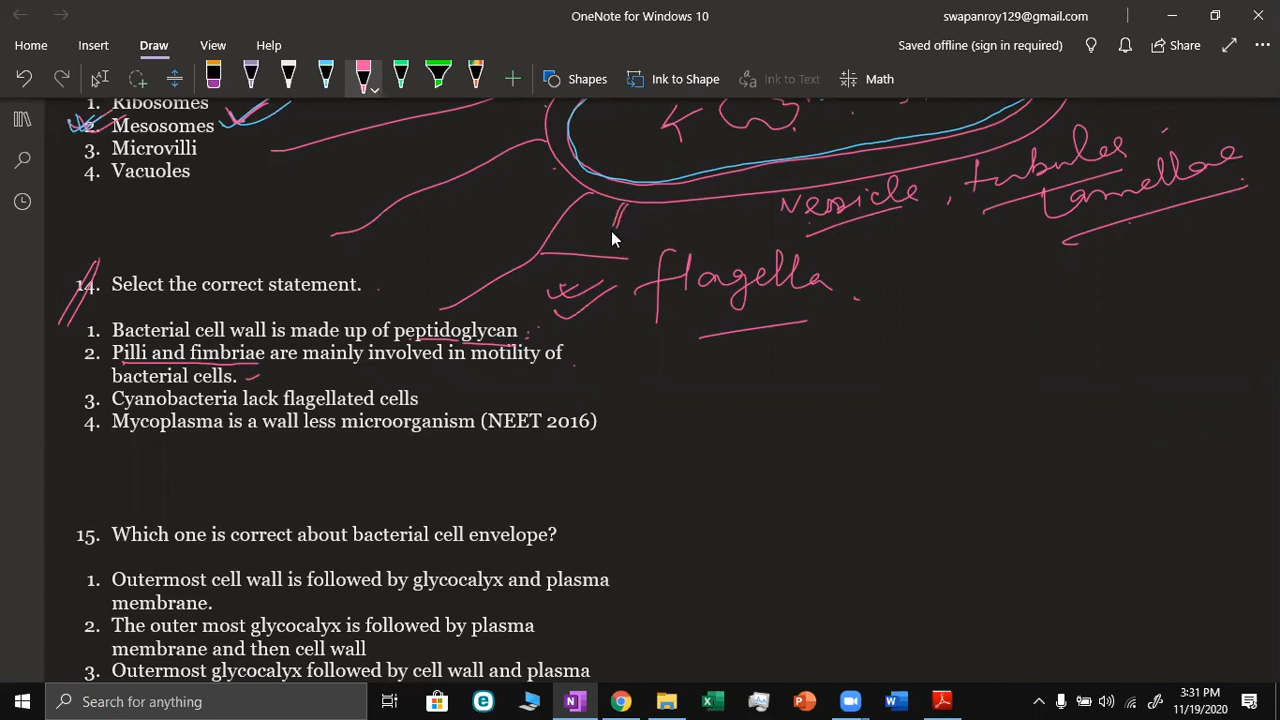 OneNote for Windows 10
swapanroy129@gmail.com
Home Insert Draw View Help
Saved offline (sign in required)
Share
Shapes
Ink to Shape
Ink to Text
Math
1. Ribosomes
2. Mesosomes
3. Microvilli
4. Vacuoles
vessicle, tubules
Lamellae
flagella
14. Select the correct statement.
1. Bacterial cell wall is made up of peptidoglycan
2. Pilli and fimbriae are mainly involved in motility of
bacterial cells.
3. Cyanobacteria lack flagellated cells
4. Mycoplasma is a wall less microorganism (NEET 2016)
15. Which one is correct about bacterial cell envelope?
1. Outermost cell wall is followed by glycocalyx and plasma
membrane.
2. The outer most glycocalyx is followed by plasma
membrane and then cell wall
3. Outermost glycocalyx followed by cell wall and plasma
Search for anything
3:31 PM
11/19/2020